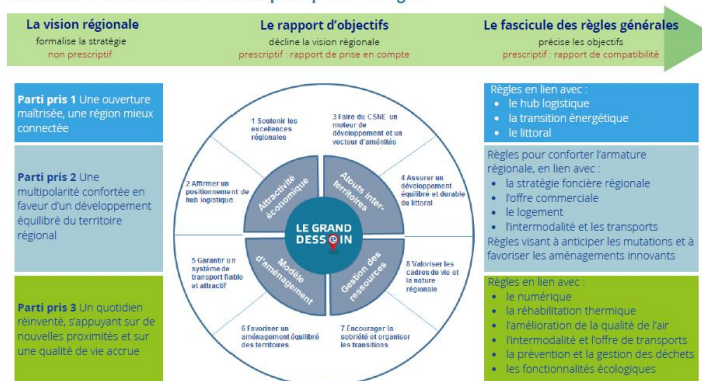 La vision régionale
formalise la stratégie
non prescriptif
Le rapport d'objectifs
décline la vision régionale
prescriptif : rapport de prise en compte
Le fascicule des règles générales
précise les objectifs
prescriptif : rapport de compatibilité
Parti pris 1 Une ouverture
maîtrisée, une région mieux
connectée
Parti pris 2 Une
multipolarité confortée en
faveur d'un développement
équilibré du territoire
régional
Parti pris 3 Un quotidien
réinventé, s'appuyant sur de
nouvelles proximités et sur
une qualité de vie accrue
1 Soutenir les
excellences
régionales
3 Faire du CSNE un
moteur de
développement et un
vecteur d'aménités
2 Affirmer un
positionnement de
hub logistique
4 Assurer un
développement
équilibré et durable
du littoral
Attractivité
économique
Atouts inter-
territoires
LE GRAND
DESSEIN
5 Garantir un
système de
transport fiable
et attractif
8 Valoriser les
cadres de vie et
la nature
régionale
Modèle
d'aménagement
Gestion des
ressources
6 Favoriser un
aménagement équilibré
des territoires
7 Encourager la
sobriété et organiser
les transitions
Règles en lien avec :
• le hub logistique
• la transition énergétique
• le littoral
Règles pour conforter l'armature
régionale, en lien avec :
• la stratégie foncière régionale
• l'offre commerciale
• le logement
• l'intermodalité et les transports
Règles visant à anticiper les mutations et à
favoriser les aménagements innovants
Règles en lien avec :
• le numérique
• la réhabilitation thermique
• l'amélioration de la qualité de l'air
• l'intermodalité et l'offre de transports
• la prévention et la gestion des déchets
• les fonctionnalités écologiques